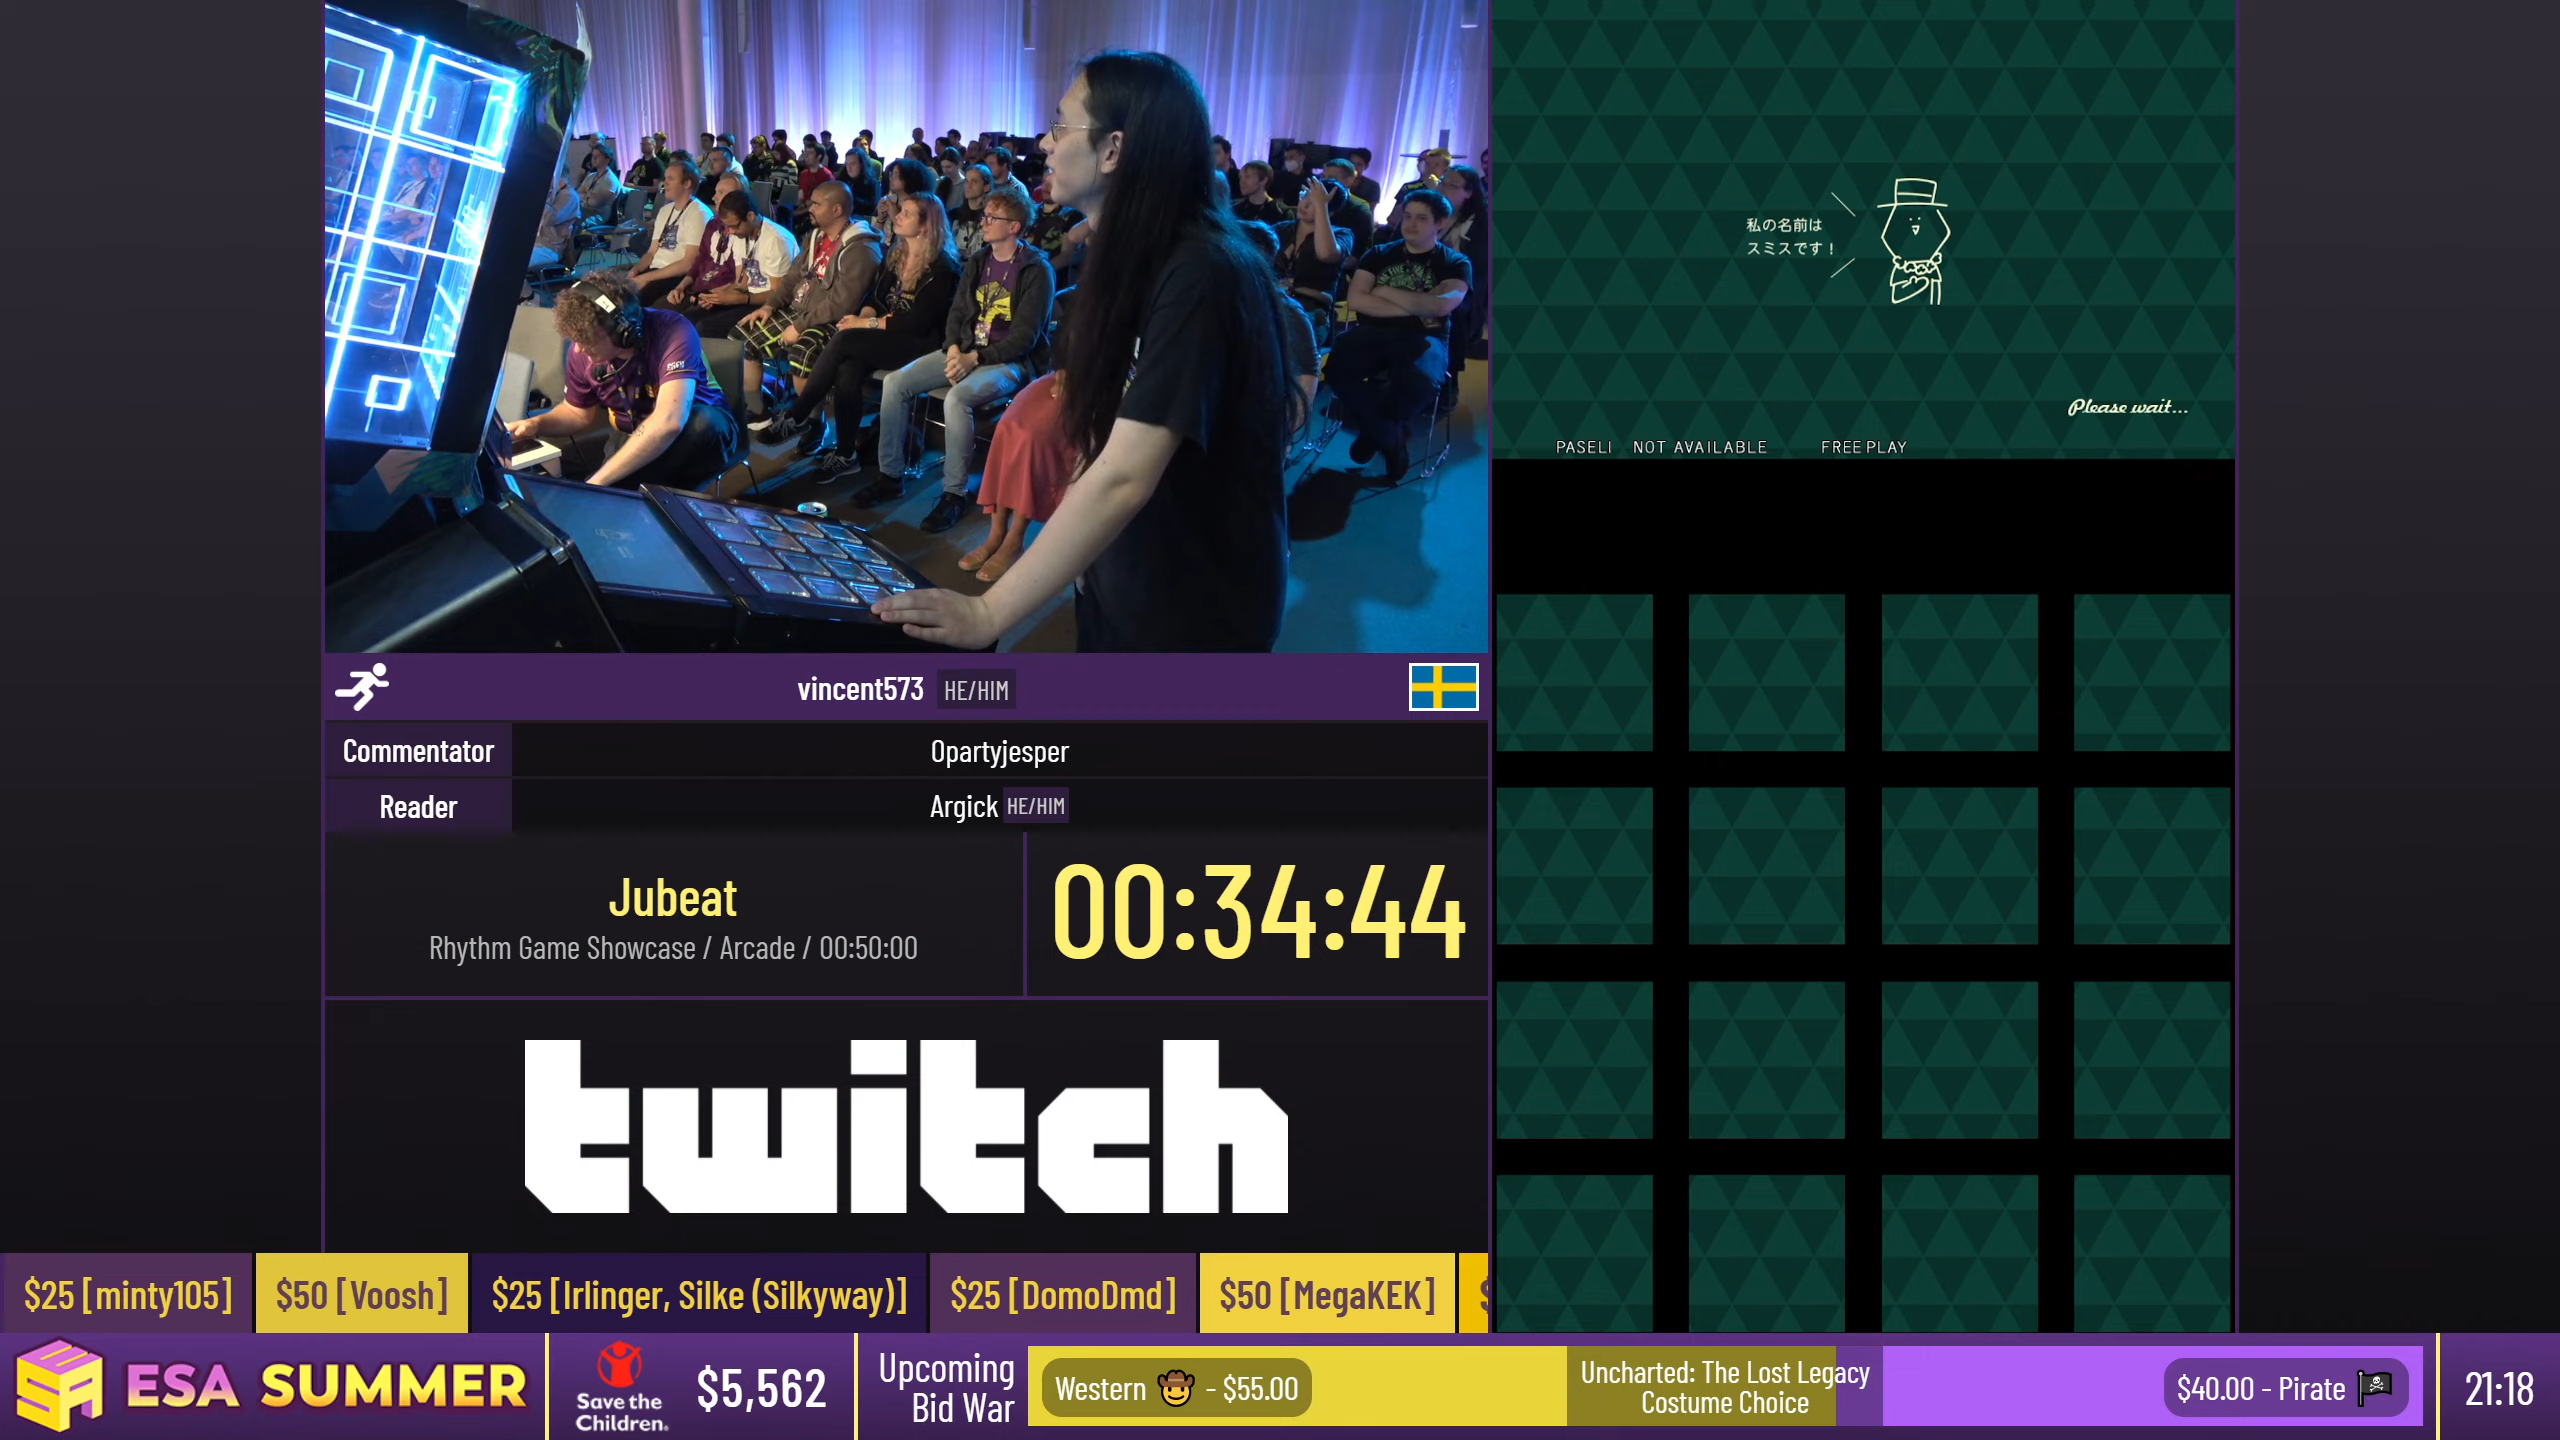 私の名前は
スミスです！
Please wait...
PASELI NOT AVAILABLE FREE PLAY
vincent573 HE/HIM
Commentator Opartyjesper
Reader Argick HE/HIM
Jubeat
Rhythm Game Showcase / Arcade / 00:50:00
00:34:44
twitch
$25 [minty105] $50 [Voosh] $25 [Irlinger, Silke (Silkyway)] $25 [DomoDmd] $50 [MegaKEK] $
ESA SUMMER
Save the
Children.
$5,562
Upcoming
Bid War
Western 🤠 - $55.00
Uncharted: The Lost Legacy
Costume Choice
$40.00 - Pirate 🏴‍☠️
21:18